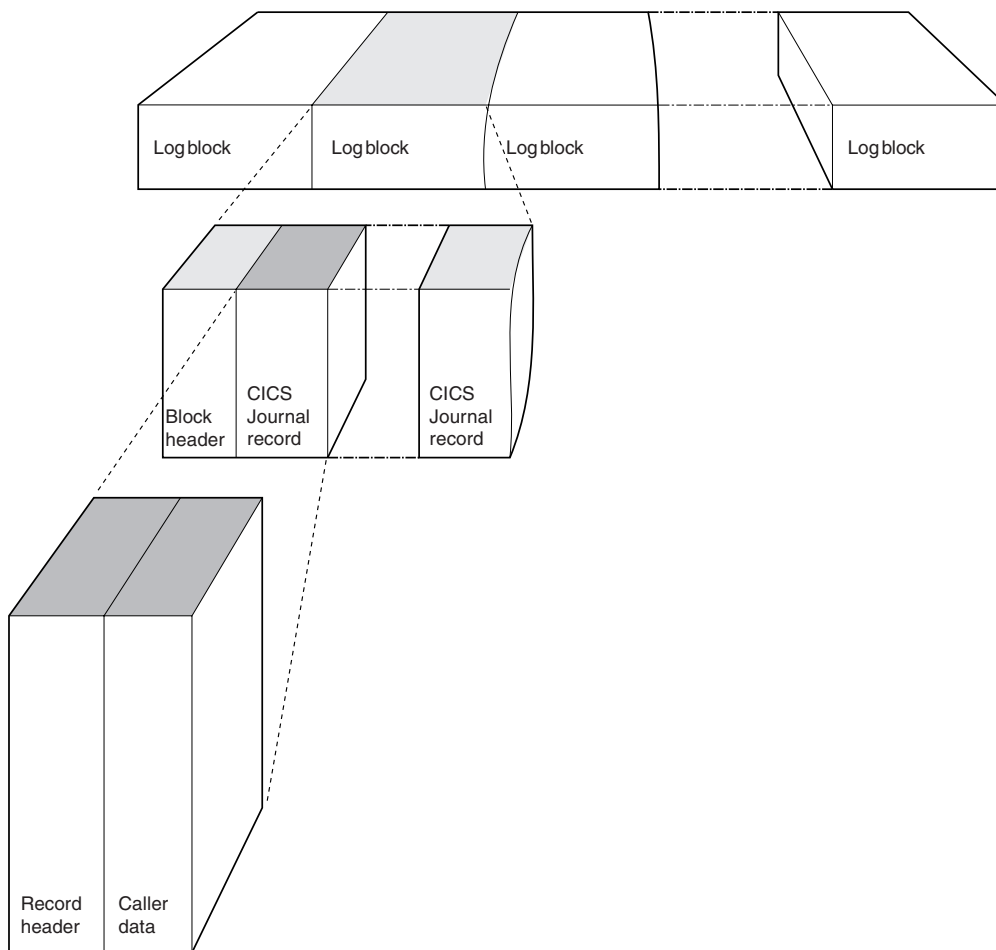 Log block
Log block
Log block
Log block
Block
header
CICS
Journal
record
CICS
Journal
record
Record
header
Caller
data